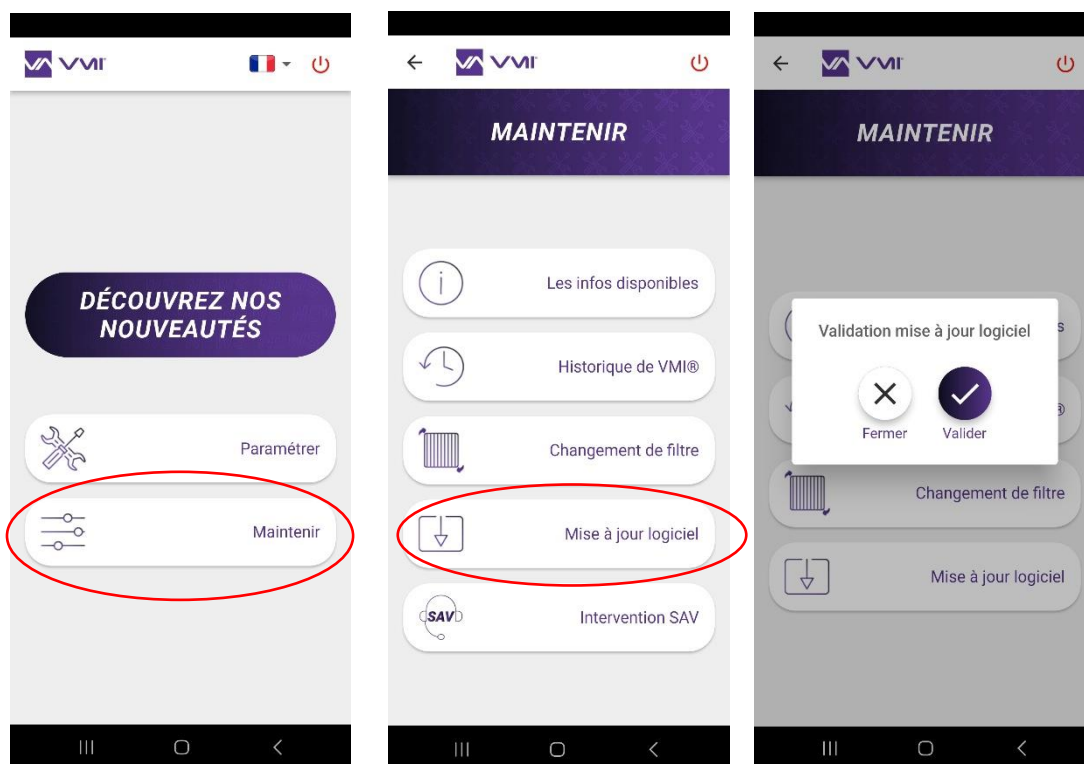 VMI
DÉCOUVREZ NOS
NOUVEAUTÉS
Paramétrer
Maintenir
VMI
MAINTENIR
Les infos disponibles
Historique de VMI®
Changement de filtre
Mise à jour logiciel
SAV
Intervention SAV
VMI
MAINTENIR
s
Validation mise à jour logiciel
®
Fermer
Valider
Changement de filtre
Mise à jour logiciel